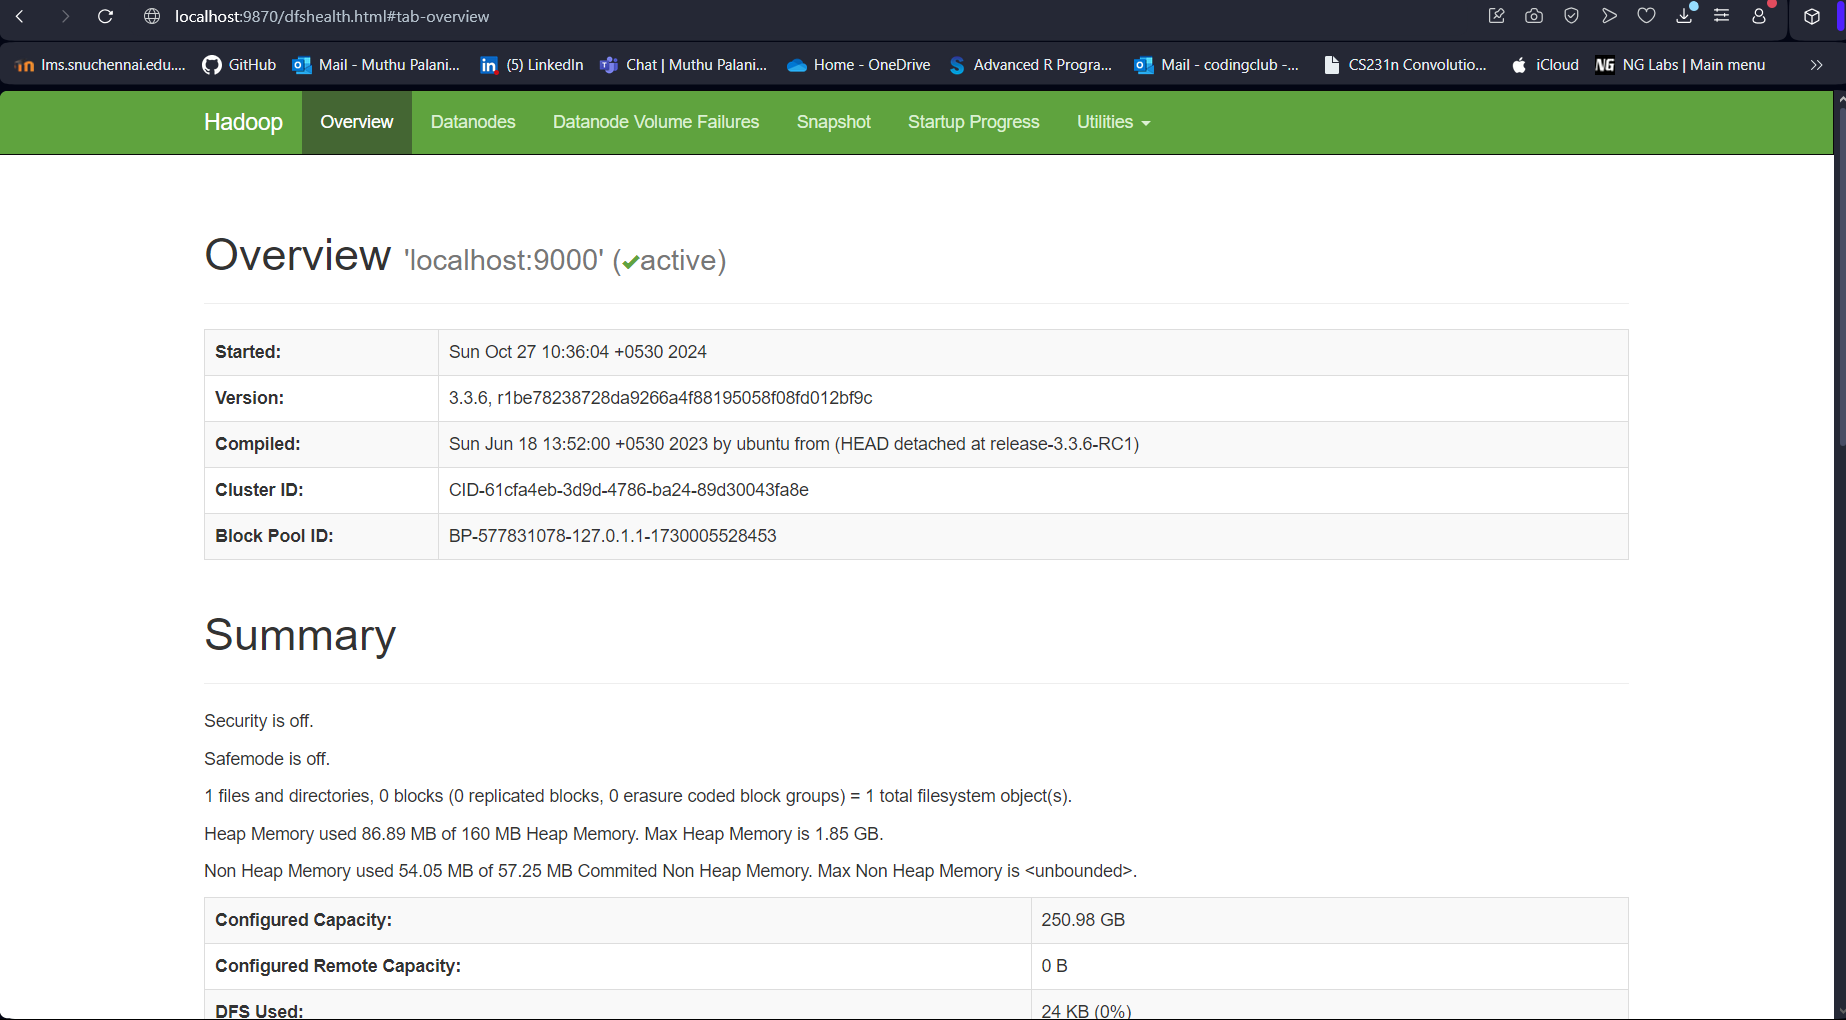 localhost:9870/dfshealth.html#tab-overview
lms.snuchennai.edu.... GitHub Mail - Muthu Palani... (5) LinkedIn Chat | Muthu Palani... Home - OneDrive Advanced R Progra... Mail - codingclub -... CS231n Convolutio... iCloud NG NG Labs | Main menu
Hadoop Overview Datanodes Datanode Volume Failures Snapshot Startup Progress Utilities
Overview 'localhost:9000' (✔active)
Started: Sun Oct 27 10:36:04 +0530 2024
Version: 3.3.6, r1be78238728da9266a4f88195058f08fd012bf9c
Compiled: Sun Jun 18 13:52:00 +0530 2023 by ubuntu from (HEAD detached at release-3.3.6-RC1)
Cluster ID: CID-61cfa4eb-3d9d-4786-ba24-89d30043fa8e
Block Pool ID: BP-577831078-127.0.1.1-1730005528453
Summary
Security is off.
Safemode is off.
1 files and directories, 0 blocks (0 replicated blocks, 0 erasure coded block groups) = 1 total filesystem object(s).
Heap Memory used 86.89 MB of 160 MB Heap Memory. Max Heap Memory is 1.85 GB.
Non Heap Memory used 54.05 MB of 57.25 MB Commited Non Heap Memory. Max Non Heap Memory is <unbounded>.
Configured Capacity: 250.98 GB
Configured Remote Capacity: 0 B
DFS Used: 24 KB (0%)